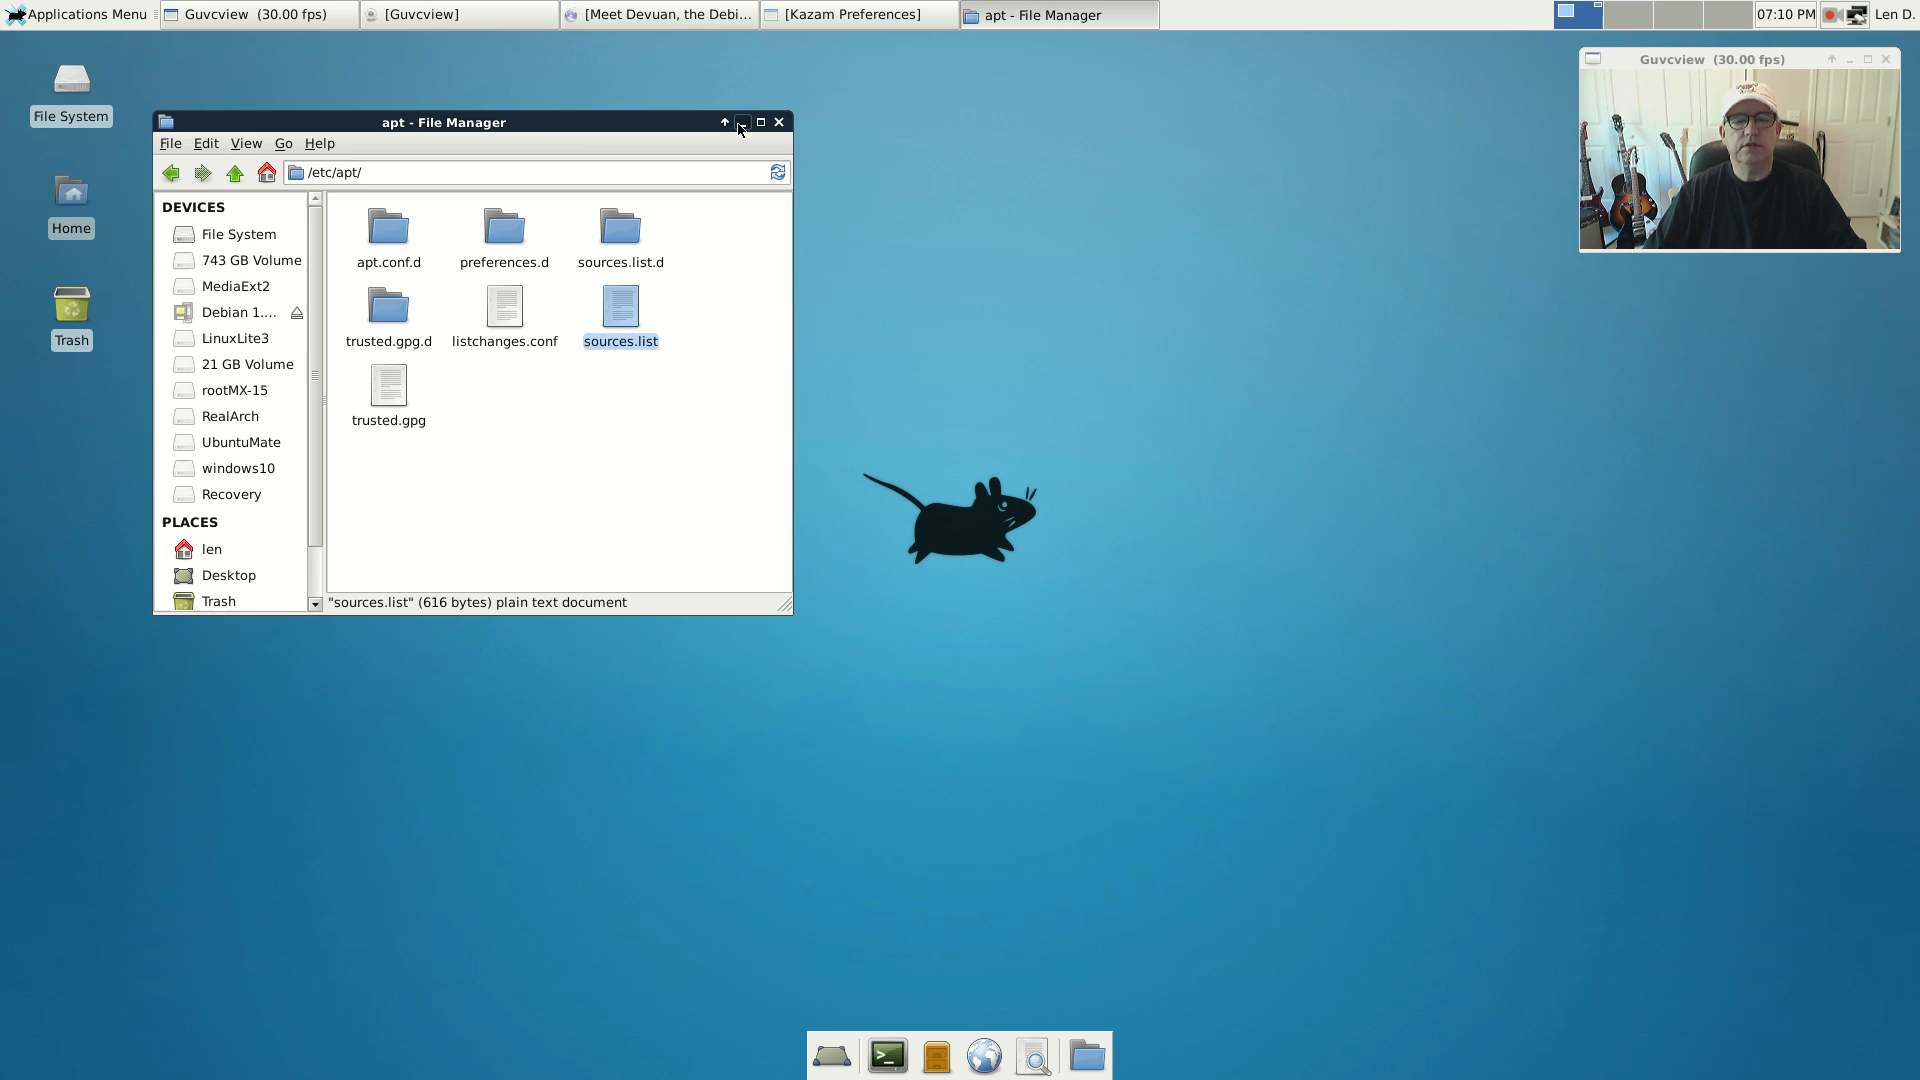 Applications Menu
Guvcview (30.00 fps)
[Guvcview]
[Meet Devuan, the Debi...
[Kazam Preferences]
apt - File Manager
07:10 PM
Len D.
File System
Home
Trash
apt - File Manager
File Edit View Go Help
/etc/apt/
DEVICES
File System
743 GB Volume
MediaExt2
Debian 1....
LinuxLite3
21 GB Volume
rootMX-15
RealArch
UbuntuMate
windows10
Recovery
PLACES
len
Desktop
Trash
apt.conf.d
preferences.d
sources.list.d
trusted.gpg.d
listchanges.conf
sources.list
trusted.gpg
"sources.list" (616 bytes) plain text document
Guvcview (30.00 fps)